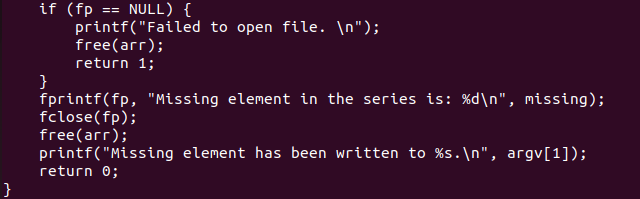 if (fp == NULL) {
printf("Failed to open file. \n");
free(arr);
return 1;
}
fprintf(fp, "Missing element in the series is: %d\n", missing);
fclose(fp);
free(arr);
printf("Missing element has been written to %s.\n", argv[1]);
return 0;
}